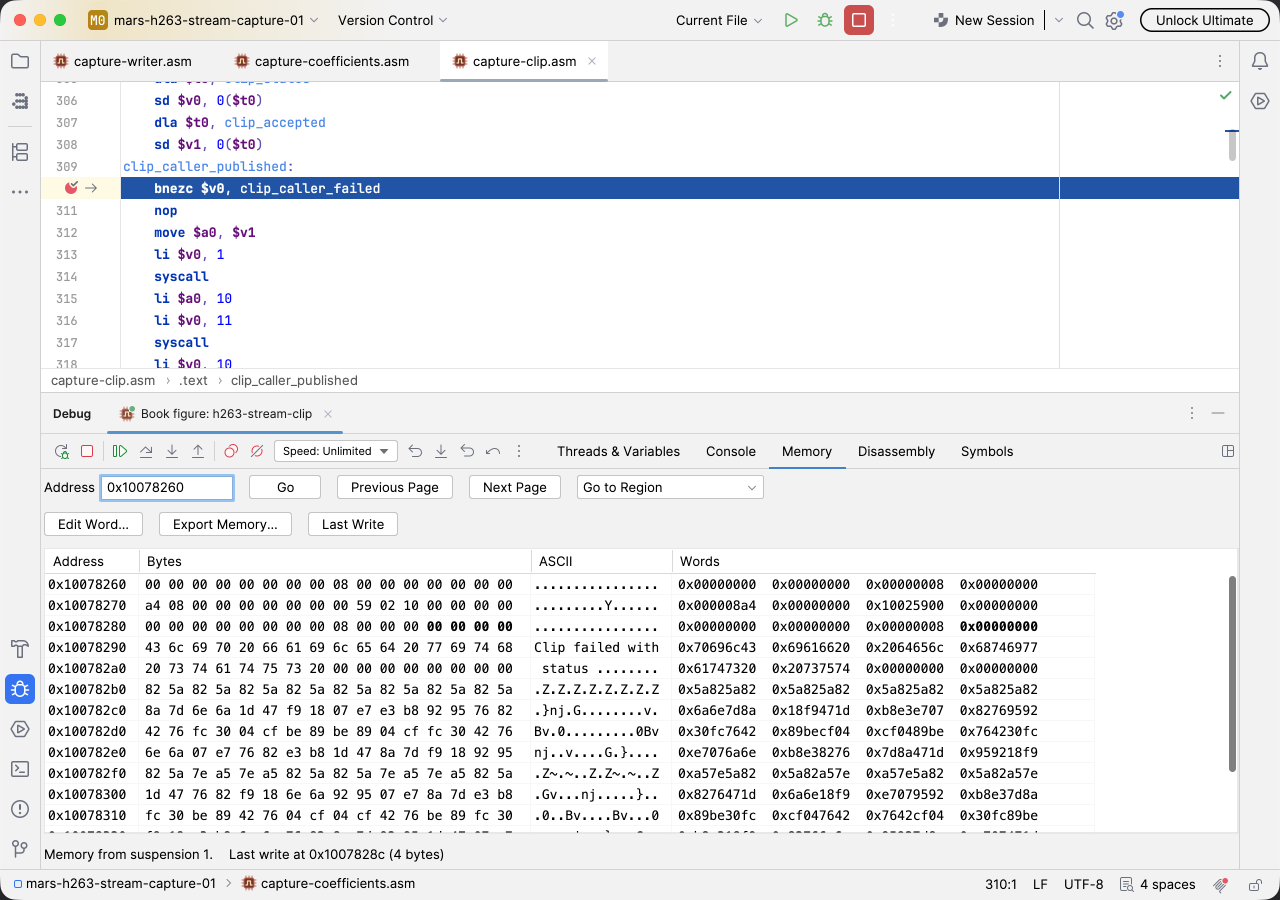 M0 mars-h263-stream-capture-01 Version Control Current File New Session Unlock Ultimate
capture-writer.asm capture-coefficients.asm capture-clip.asm
306 sd $v0, 0($t0)
307 dla $t0, clip_accepted
308 sd $v1, 0($t0)
309 clip_caller_published:
bnezc $v0, clip_caller_failed
311 nop
312 move $a0, $v1
313 li $v0, 1
314 syscall
315 li $a0, 10
316 li $v0, 11
317 syscall
318 li $v0, 10
capture-clip.asm › .text › clip_caller_published
Debug Book figure: h263-stream-clip
Speed: Unlimited Threads & Variables Console Memory Disassembly Symbols
Address 0x10078260 Go Previous Page Next Page Go to Region
Edit Word... Export Memory... Last Write
Address Bytes ASCII Words
0x10078260 00 00 00 00 00 00 00 00 08 00 00 00 00 00 00 00 ................ 0x00000000 0x00000000 0x00000008 0x00000000
0x10078270 a4 08 00 00 00 00 00 00 00 59 02 10 00 00 00 00 .........Y...... 0x000008a4 0x00000000 0x10025900 0x00000000
0x10078280 00 00 00 00 00 00 00 00 08 00 00 00 00 00 00 00 ................ 0x00000000 0x00000000 0x00000008 0x00000000
0x10078290 43 6c 69 70 20 66 61 69 6c 65 64 20 77 69 74 68 Clip failed with 0x70696c43 0x69616620 0x2064656c 0x68746977
0x100782a0 20 73 74 61 74 75 73 20 00 00 00 00 00 00 00 00 status ........ 0x61747320 0x20737574 0x00000000 0x00000000
0x100782b0 82 5a 82 5a 82 5a 82 5a 82 5a 82 5a 82 5a 82 5a .Z.Z.Z.Z.Z.Z.Z.Z 0x5a825a82 0x5a825a82 0x5a825a82 0x5a825a82
0x100782c0 8a 7d 6e 6a 1d 47 f9 18 07 e7 e3 b8 92 95 76 82 .}nj.G........v. 0x6a6e7d8a 0x18f9471d 0xb8e3e707 0x82769592
0x100782d0 42 76 fc 30 04 cf be 89 be 89 04 cf fc 30 42 76 Bv.0.........0Bv 0x30fc7642 0x89becf04 0xcf0489be 0x764230fc
0x100782e0 6e 6a 07 e7 76 82 e3 b8 1d 47 8a 7d f9 18 92 95 nj..v....G.}.... 0xe7076a6e 0xb8e38276 0x7d8a471d 0x959218f9
0x100782f0 82 5a 7e a5 7e a5 82 5a 82 5a 7e a5 7e a5 82 5a .Z~.~..Z.Z~.~..Z 0xa57e5a82 0x5a82a57e 0xa57e5a82 0x5a82a57e
0x10078300 1d 47 76 82 f9 18 6e 6a 92 95 07 e7 8a 7d e3 b8 .Gv...nj.....}.. 0x8276471d 0x6a6e18f9 0xe7079592 0xb8e37d8a
0x10078310 fc 30 be 89 42 76 04 cf 04 cf 42 76 be 89 fc 30 .0..Bv....Bv...0 0x89be30fc 0xcf047642 0x7642cf04 0x30fc89be
Memory from suspension 1. Last write at 0x1007828c (4 bytes)
mars-h263-stream-capture-01 › capture-coefficients.asm 310:1 LF UTF-8 4 spaces